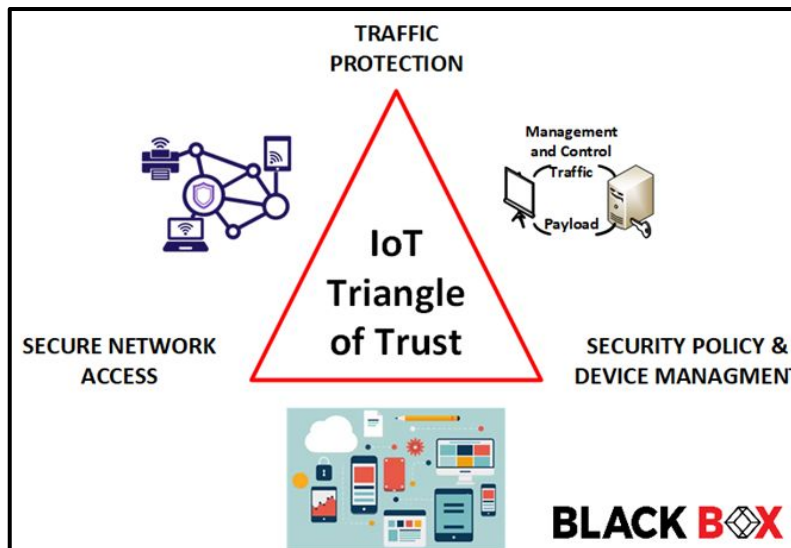 TRAFFIC
PROTECTION
Management
and Control
Traffic
Payload
IoT
Triangle
of Trust
SECURE NETWORK
ACCESS
SECURITY POLICY &
DEVICE MANAGMENT
BLACK BOX